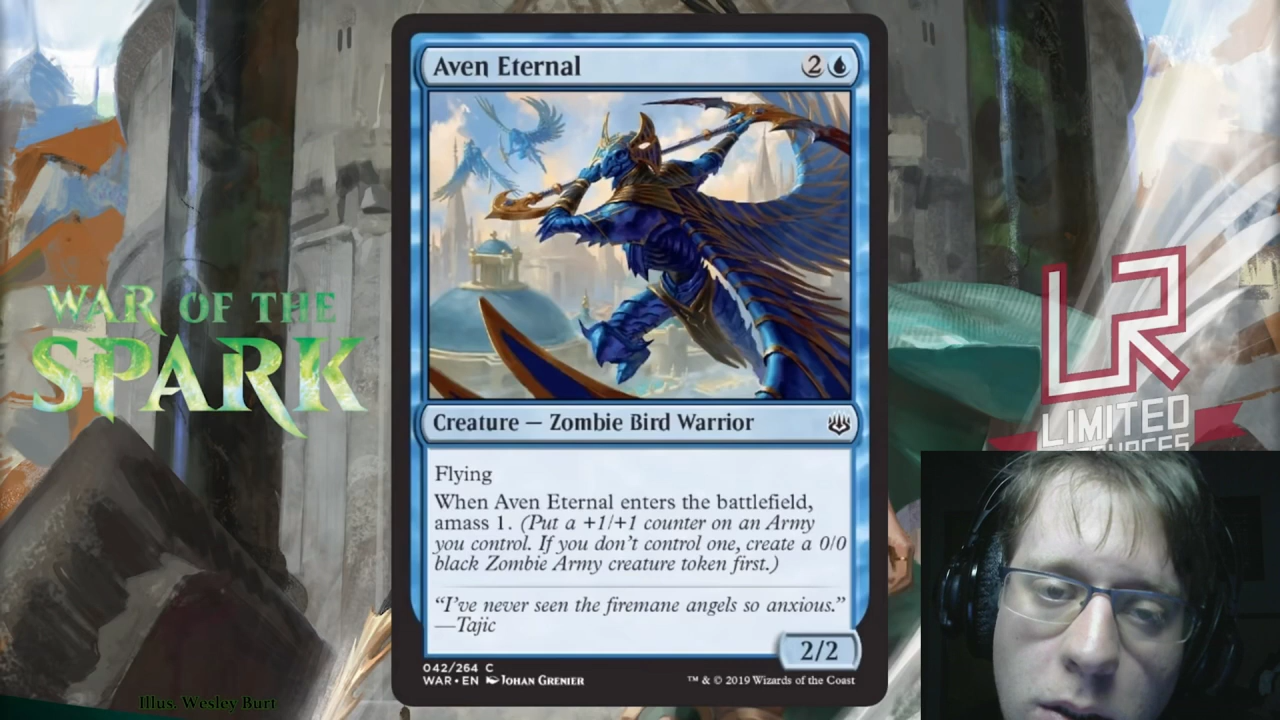 Aven Eternal
2
WAR OF THE
SPARK
LR
LIMITED
Creature — Zombie Bird Warrior
Flying
When Aven Eternal enters the battlefield,
amass 1. (Put a +1/+1 counter on an Army
you control. If you don't control one, create a 0/0
black Zombie Army creature token first.)
“I've never seen the firemane angels so anxious.”
—Tajic
2/2
042/264 C
WAR • EN Johan Grenier
™ & © 2019 Wizards of the Coast
Illus. Wesley Burt